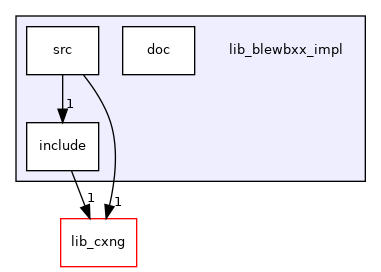 src
doc
lib_blewbxx_impl
1
include
1
1
lib_cxng